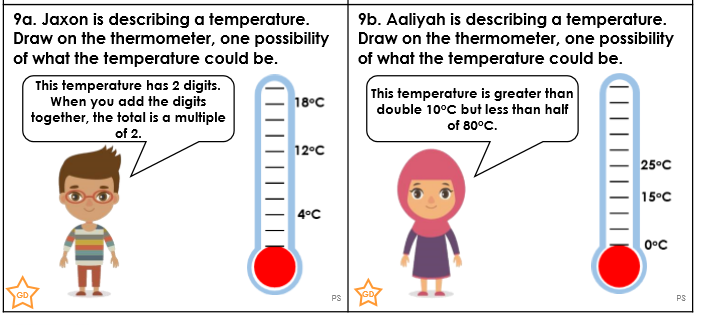 9a. Jaxon is describing a temperature.
Draw on the thermometer, one possibility
of what the temperature could be.
This temperature has 2 digits.
When you add the digits
together, the total is a multiple
of 2.
18°C
12°C
4°C
GD
PS
9b. Aaliyah is describing a temperature.
Draw on the thermometer, one possibility
of what the temperature could be.
This temperature is greater than
double 10°C but less than half
of 80°C.
25°C
15°C
0°C
GD
PS